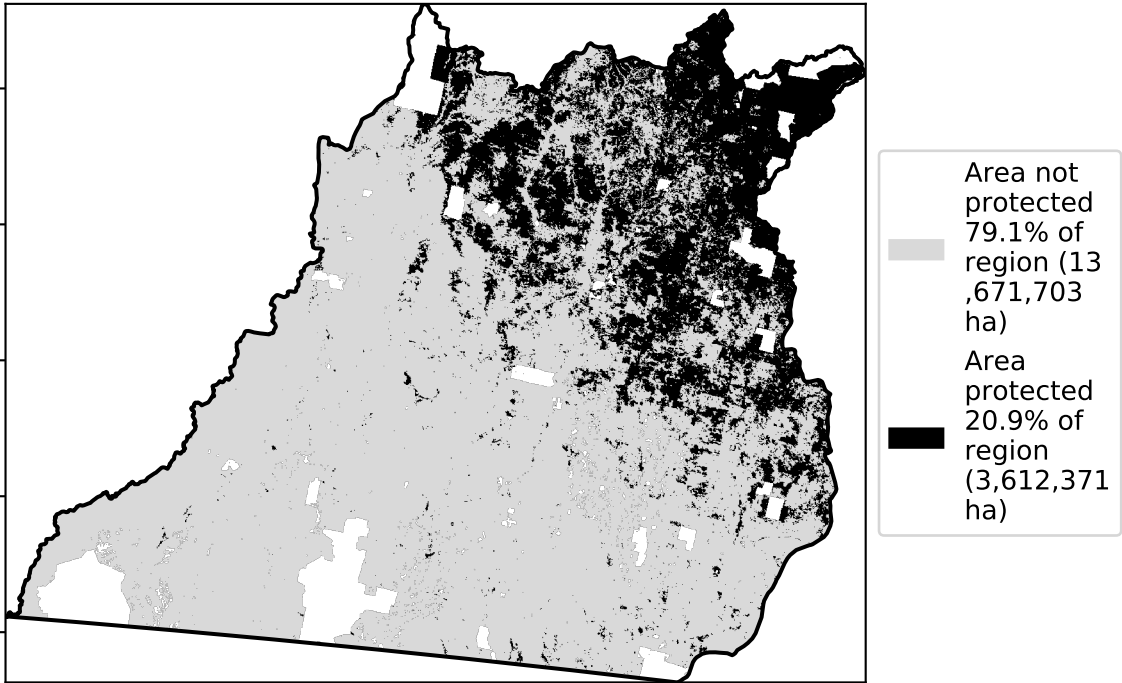 Area not
protected
79.1% of
region (13
,671,703
ha)
Area
protected
20.9% of
region
(3,612,371
ha)